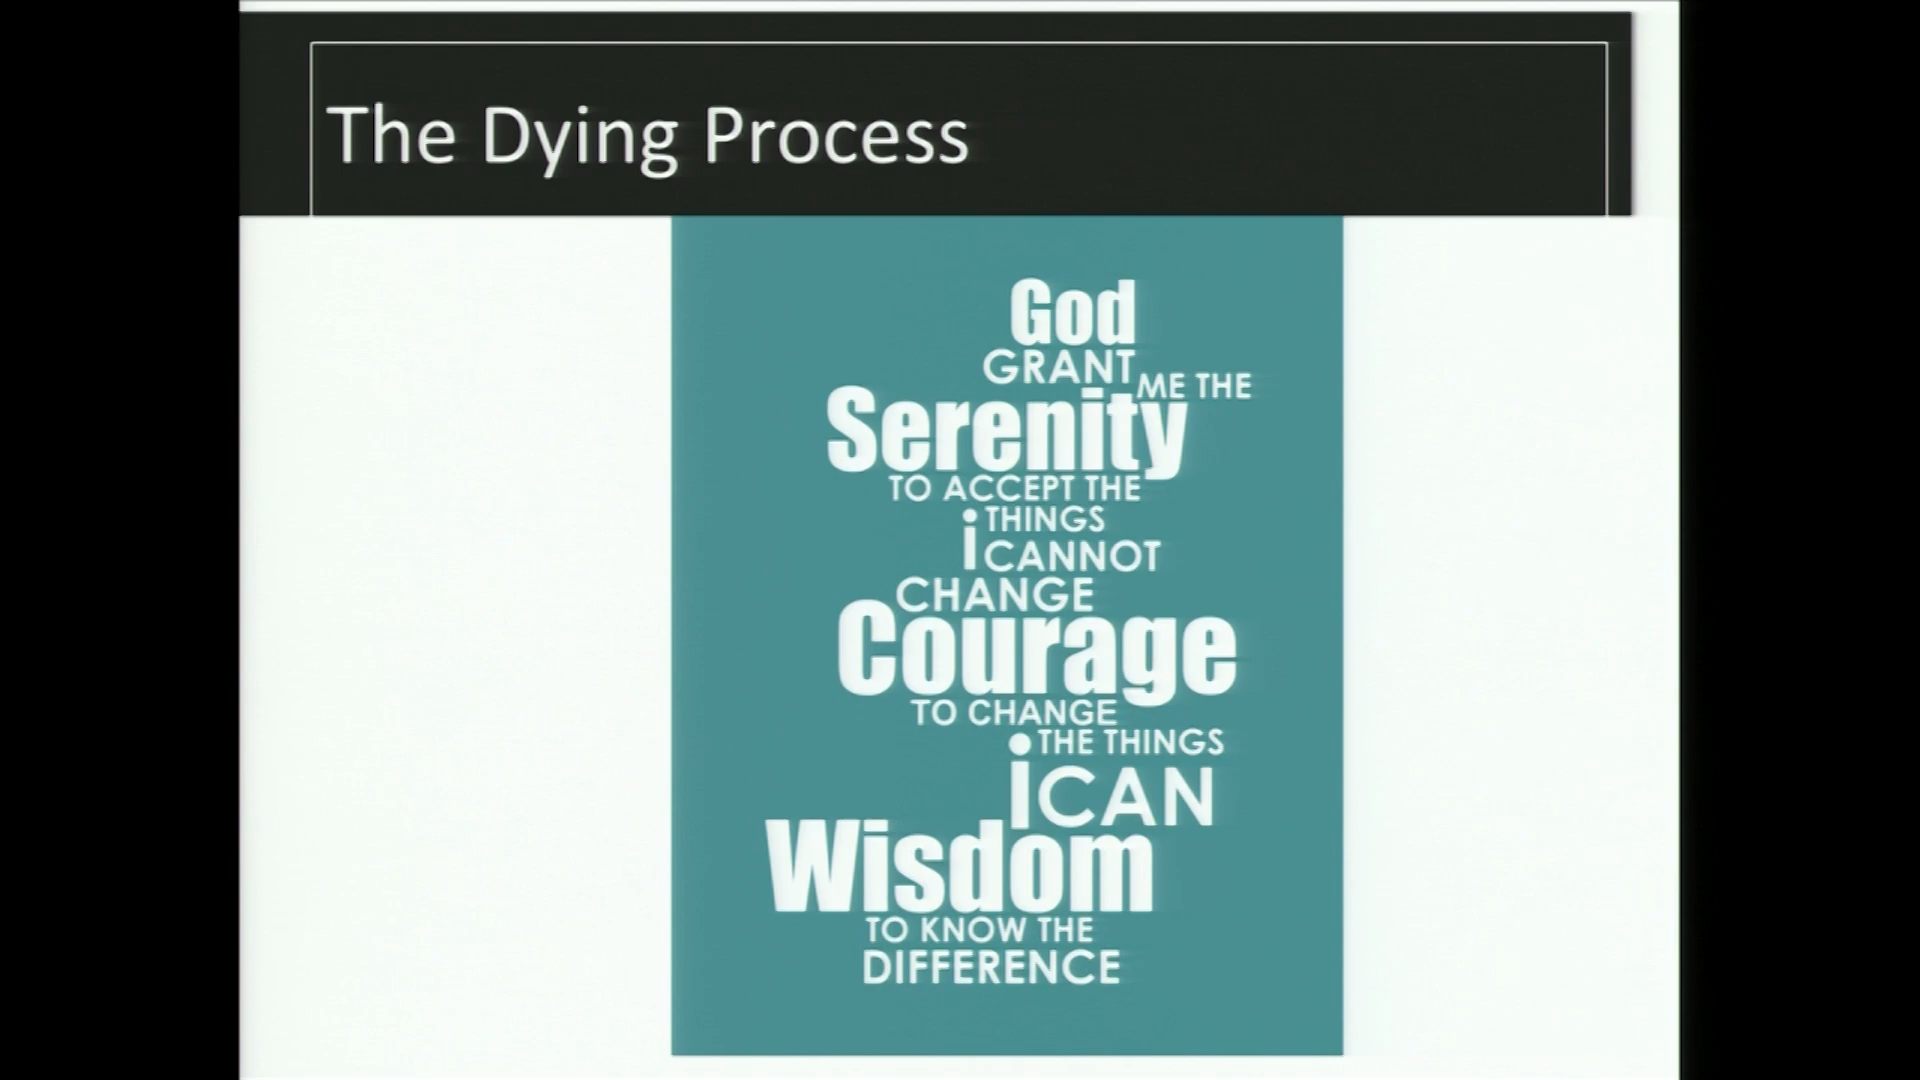 The Dying Process
God
GRANT ME THE
Serenity
TO ACCEPT THE
THINGS
i CANNOT
CHANGE
Courage
TO CHANGE
THE THINGS
i CAN
Wisdom
TO KNOW THE
DIFFERENCE